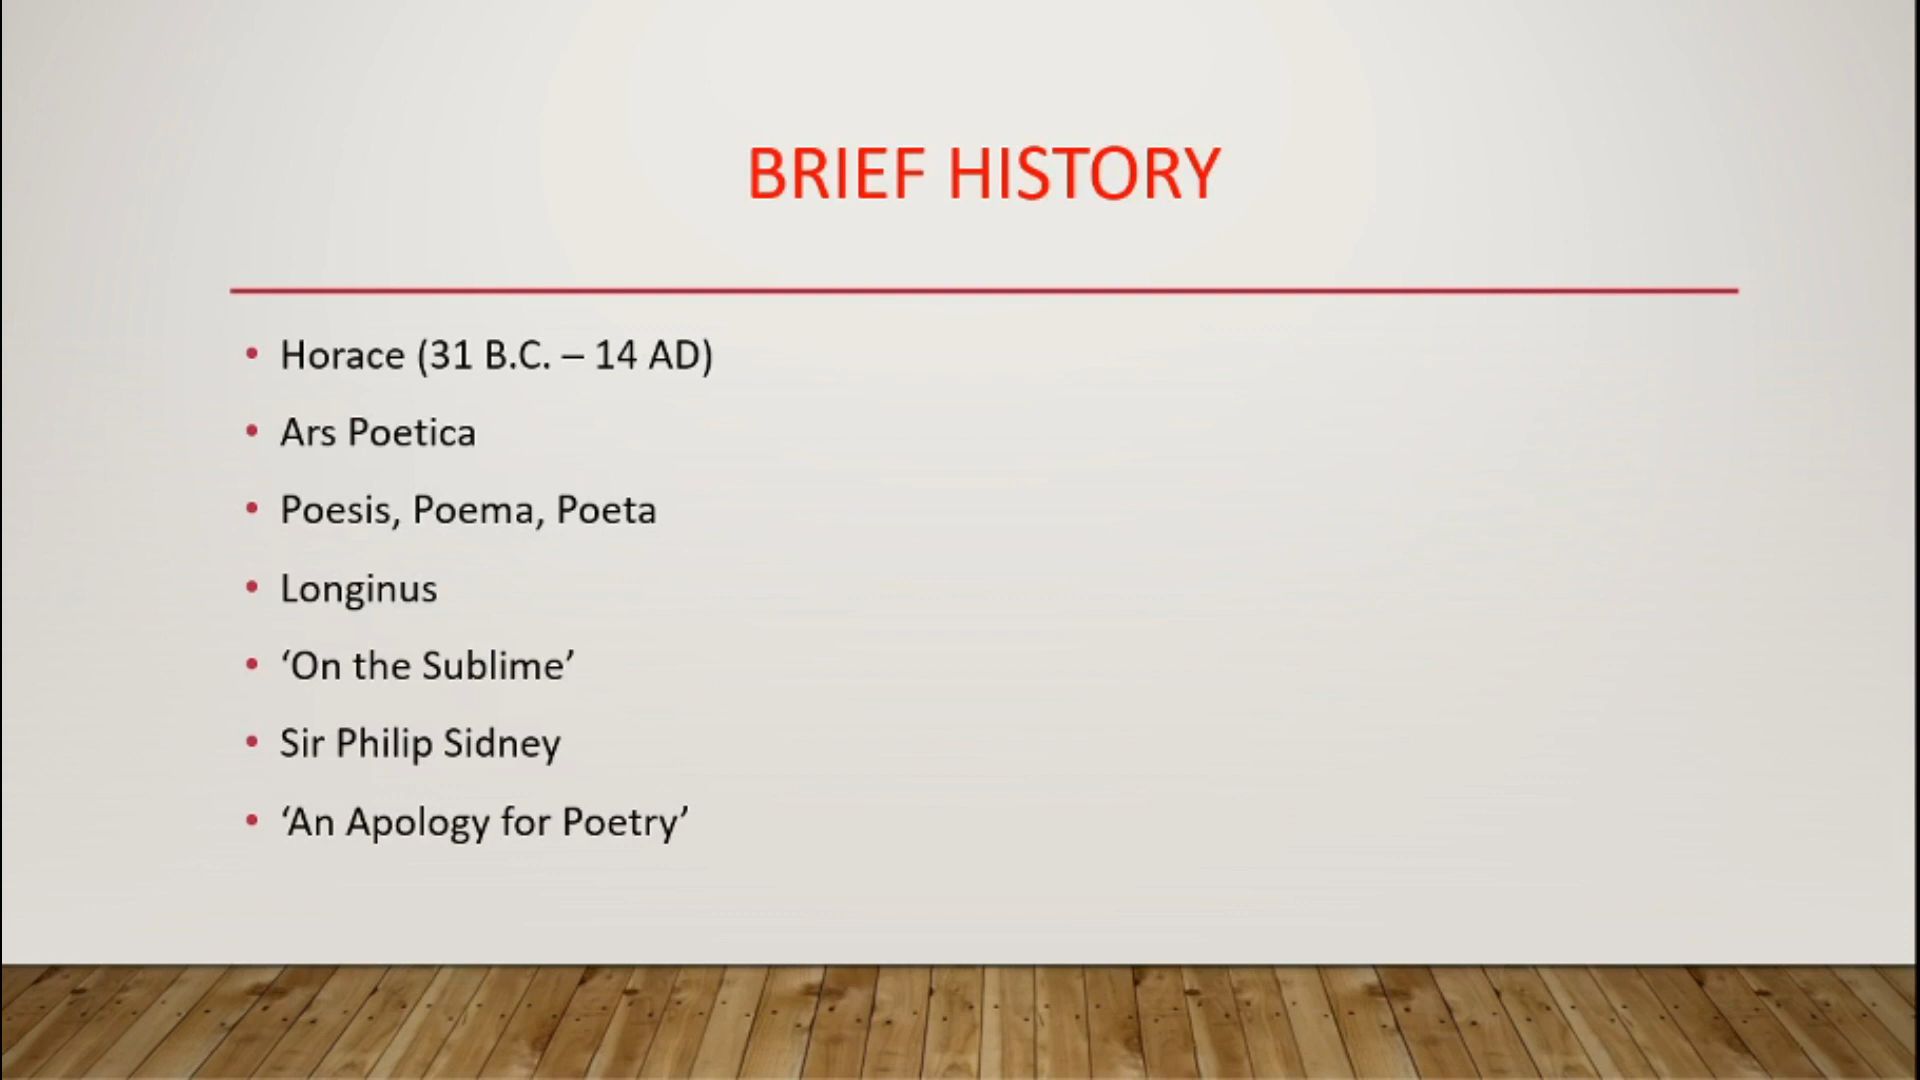 BRIEF HISTORY
• Horace (31 B.C. – 14 AD)
• Ars Poetica
• Poesis, Poema, Poeta
• Longinus
• ‘On the Sublime’
• Sir Philip Sidney
• ‘An Apology for Poetry’